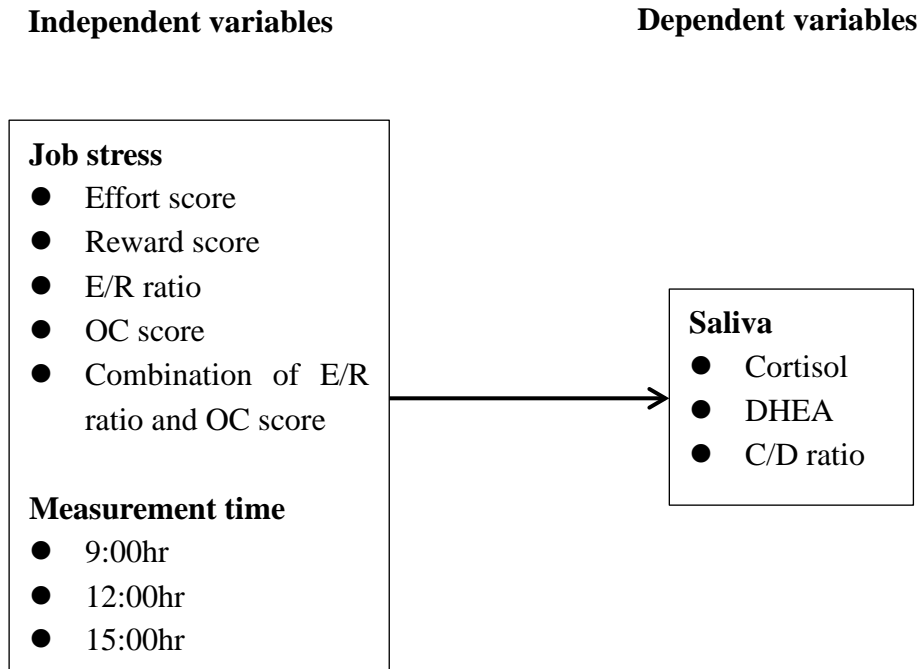 Independent variables
Dependent variables
Job stress
● Effort score
● Reward score
● E/R ratio
● OC score
● Combination of E/R
ratio and OC score
Measurement time
● 9:00hr
● 12:00hr
● 15:00hr
Saliva
● Cortisol
● DHEA
● C/D ratio